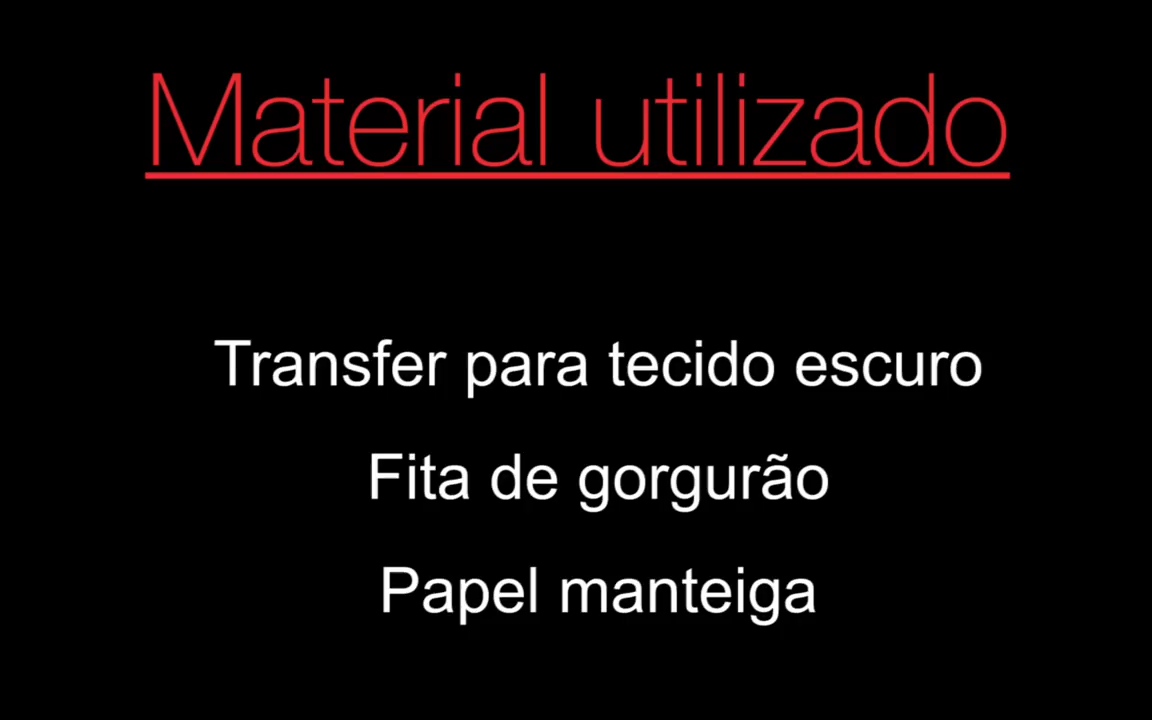 Material utilizado
Transfer para tecido escuro
Fita de gorgurão
Papel manteiga